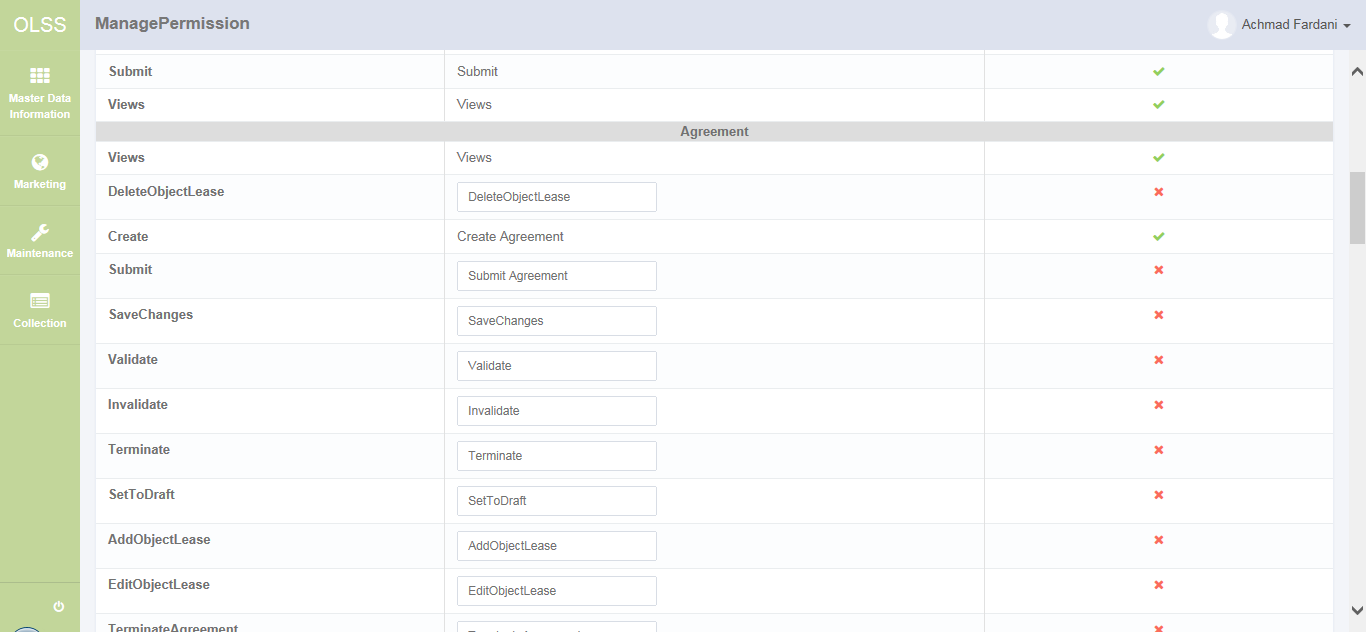 OLSS
ManagePermission
Achmad Fardani
Master Data
Information
Marketing
Maintenance
Collection
Submit Submit
Views Views
Agreement
Views Views
DeleteObjectLease DeleteObjectLease
Create Create Agreement
Submit Submit Agreement
SaveChanges SaveChanges
Validate Validate
Invalidate Invalidate
Terminate Terminate
SetToDraft SetToDraft
AddObjectLease AddObjectLease
EditObjectLease EditObjectLease
TerminateAgreement